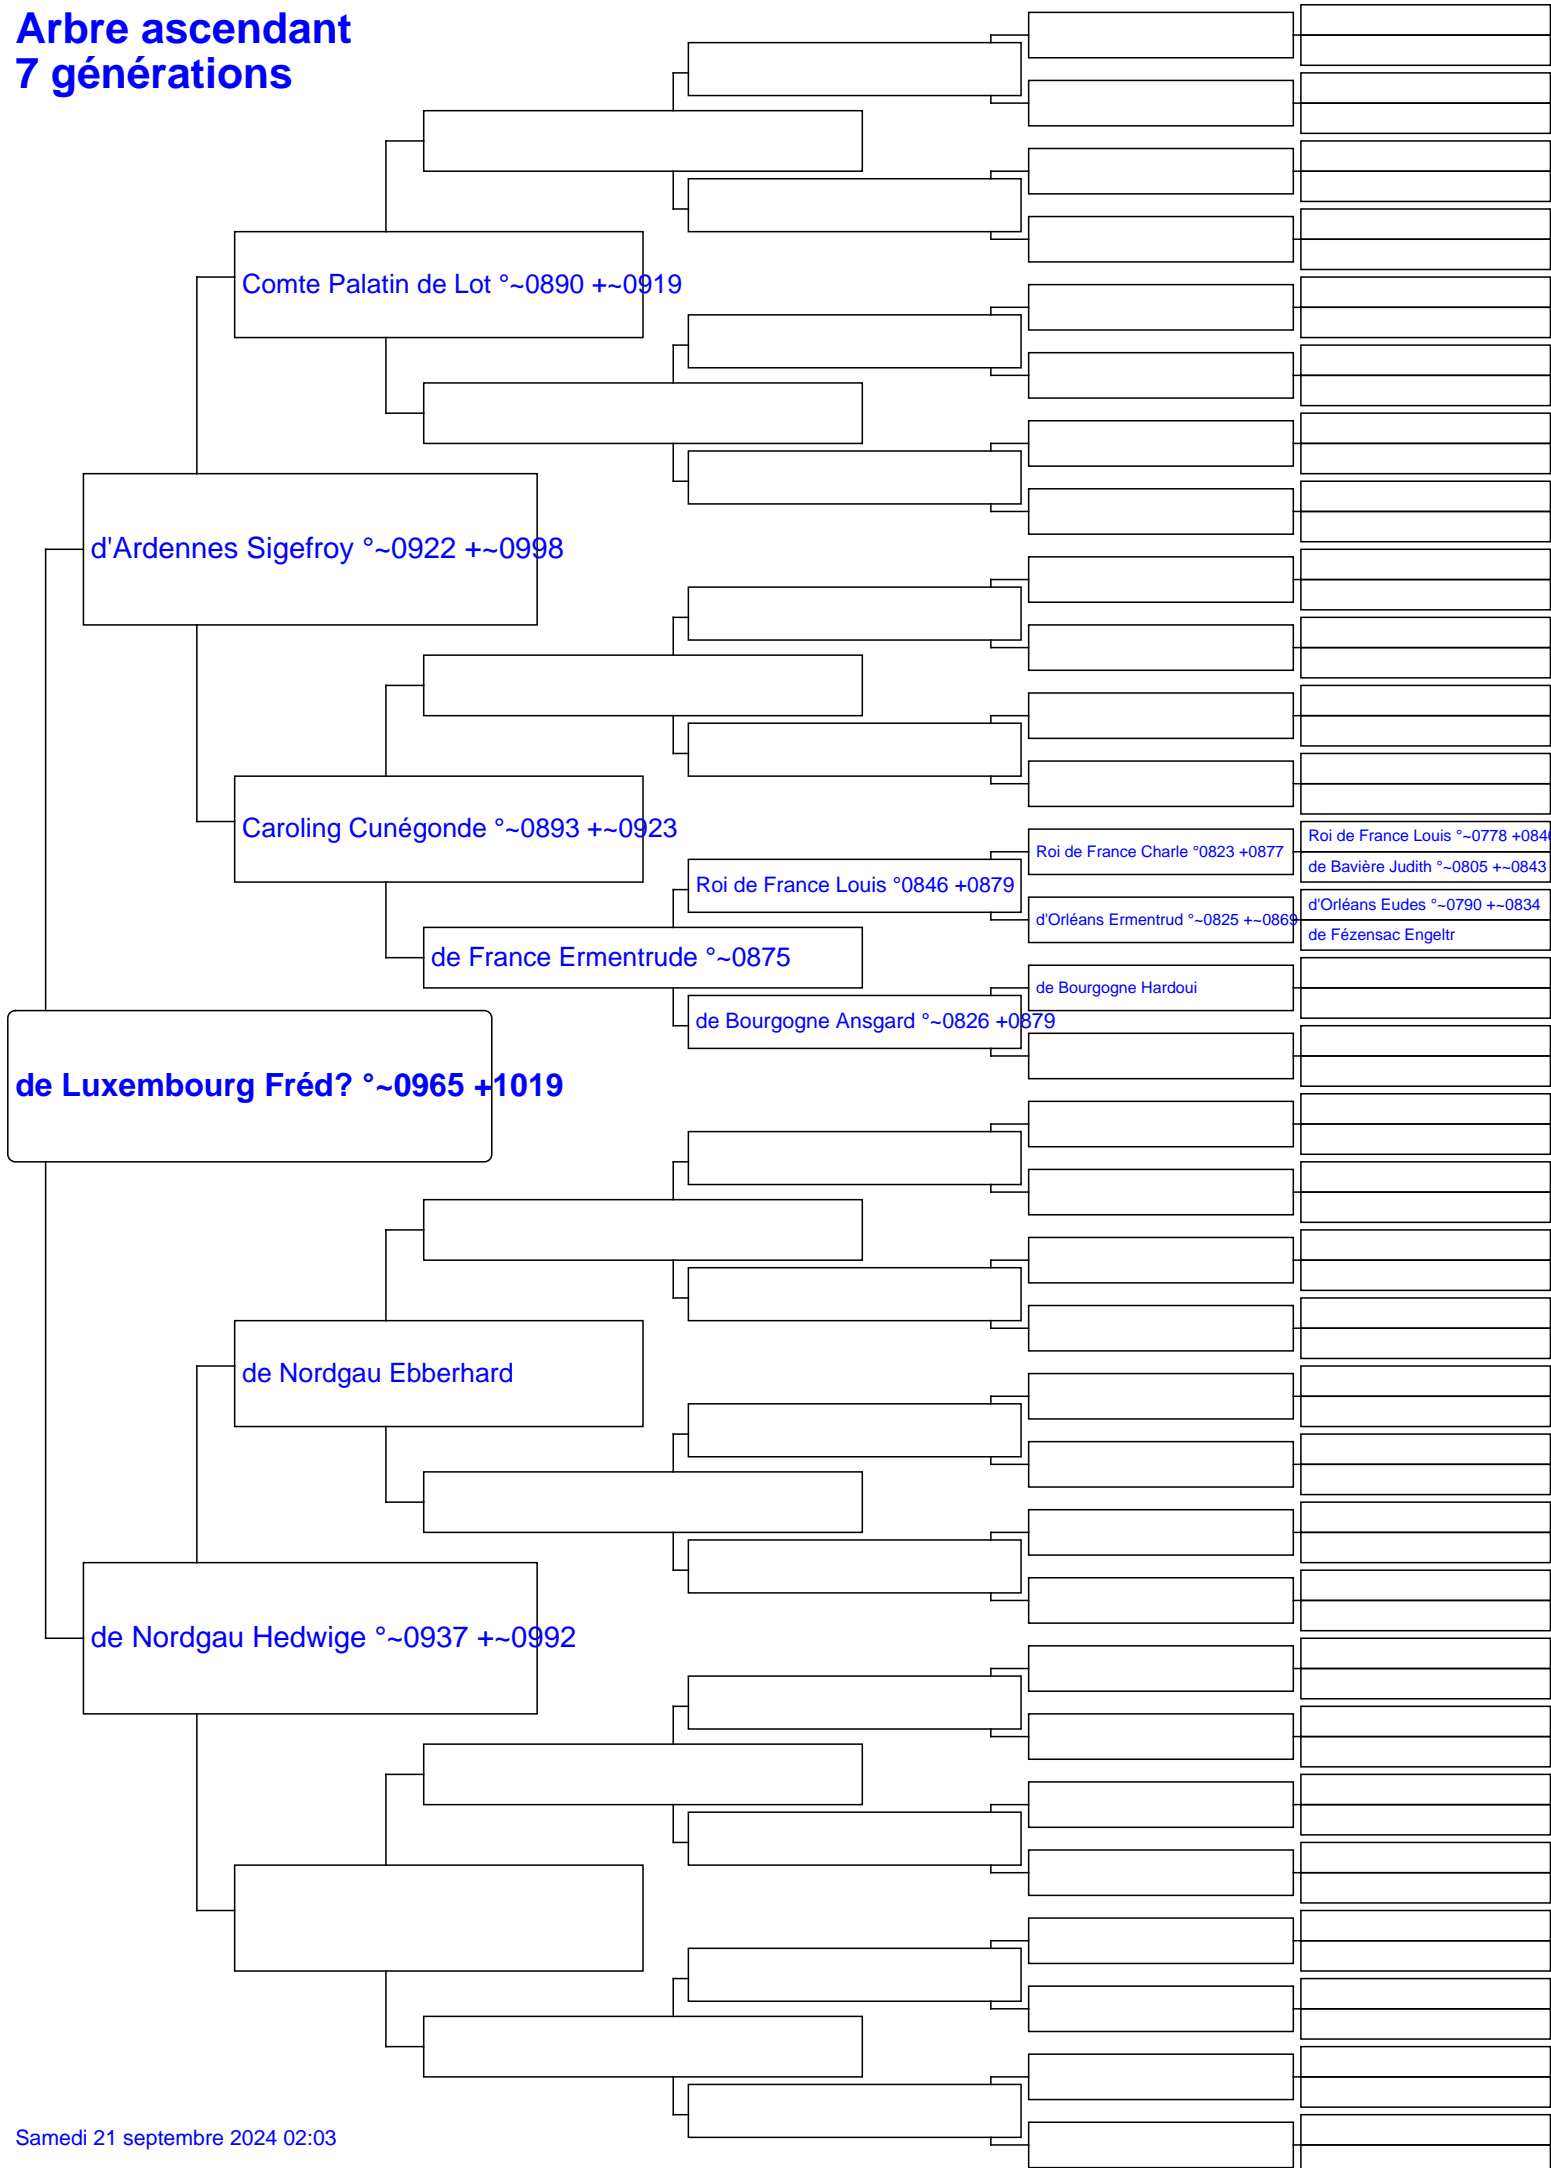 Arbre ascendant
7 générations
Comte Palatin de Lot °~0890 +~0919
d'Ardennes Sigefroy °~0922 +~0998
Caroling Cunégonde °~0893 +~0923
Roi de France Louis °~0778 +0840
Roi de France Charle °0823 +0877
de Bavière Judith °~0805 +~0843
Roi de France Louis °0846 +0879
d'Orléans Eudes °~0790 +~0834
d'Orléans Ermentrud °~0825 +~0869
de Fézensac Engeltr
de France Ermentrude °~0875
de Bourgogne Hardoui
de Bourgogne Ansgard °~0826 +0879
de Luxembourg Fréd? °~0965 +1019
de Nordgau Ebberhard
de Nordgau Hedwige °~0937 +~0992
Samedi 21 septembre 2024 02:03